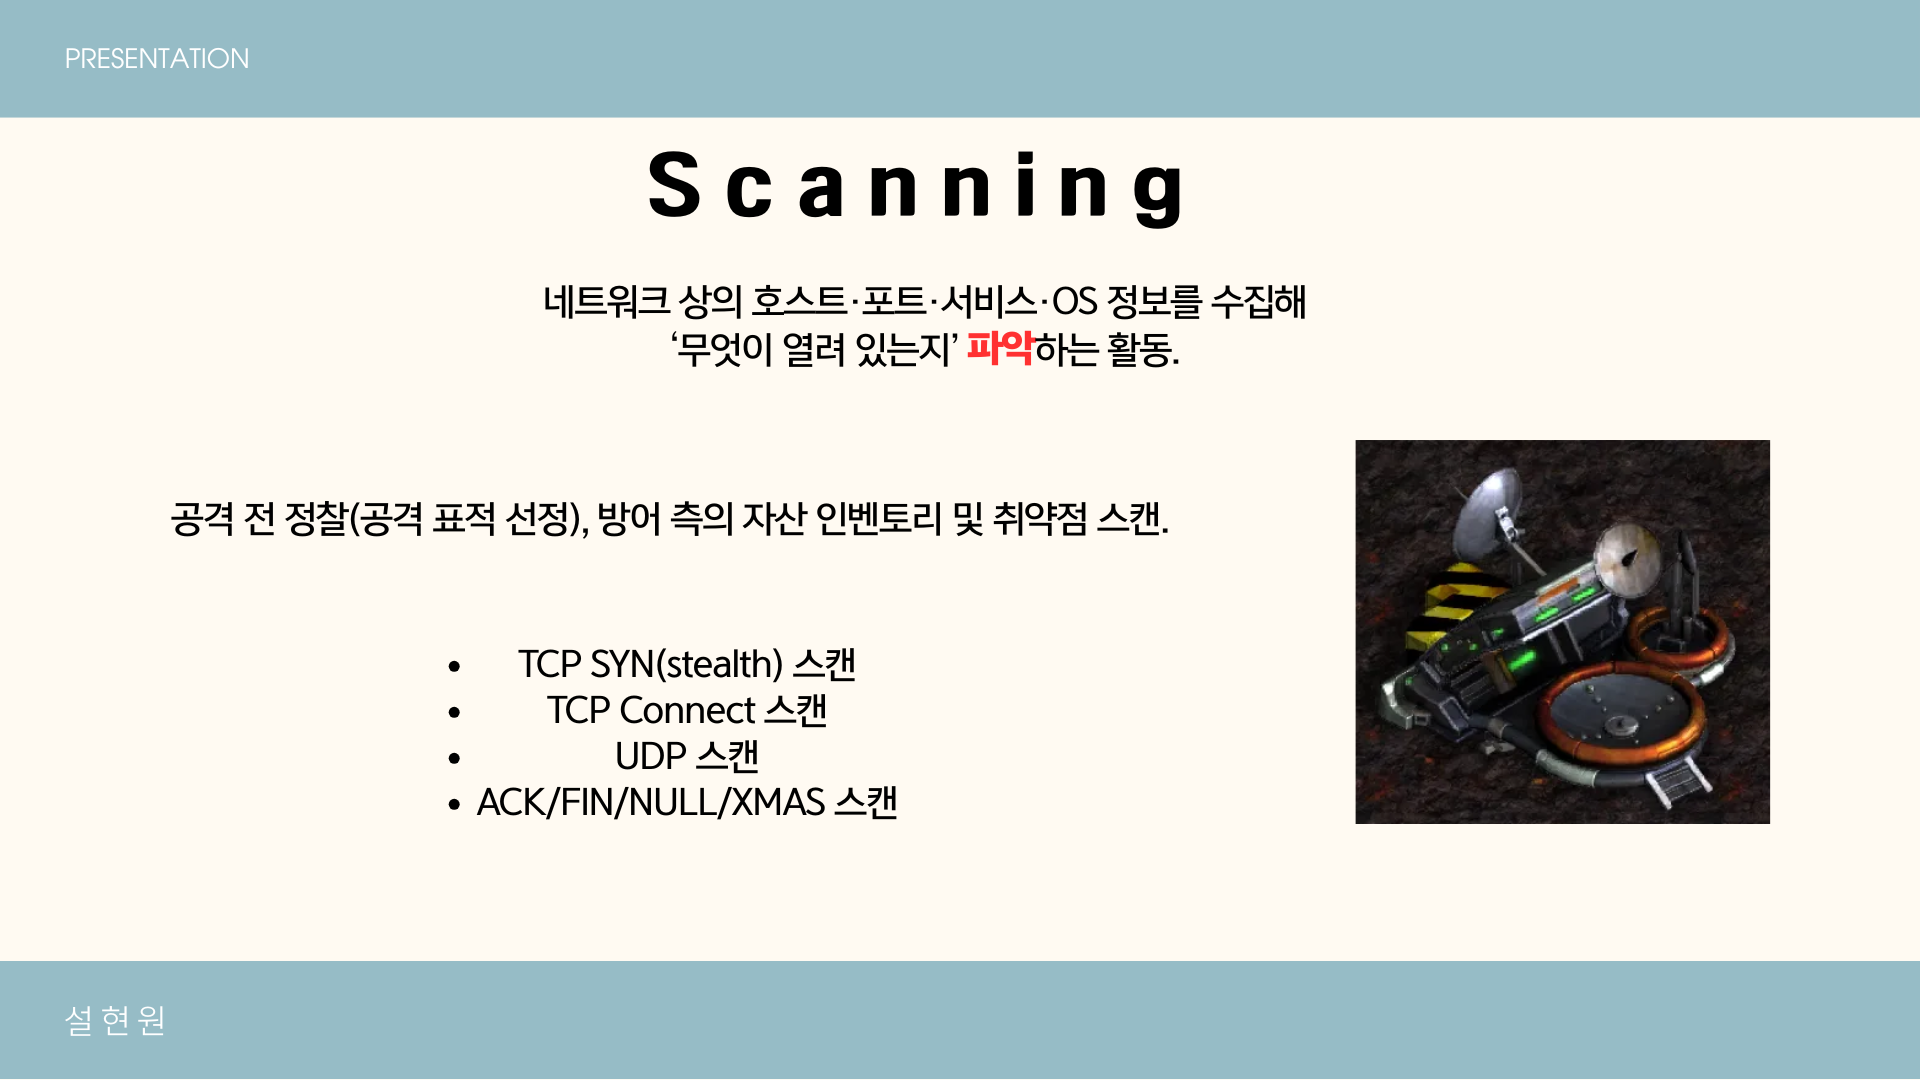 PRESENTATION
Scanning
네트워크 상의 호스트·포트·서비스·OS 정보를 수집해
‘무엇이 열려 있는지’ 파악하는 활동.
공격 전 정찰(공격 표적 선정), 방어 측의 자산 인벤토리 및 취약점 스캔.
• TCP SYN(stealth) 스캔
• TCP Connect 스캔
• UDP 스캔
• ACK/FIN/NULL/XMAS 스캔
설현원